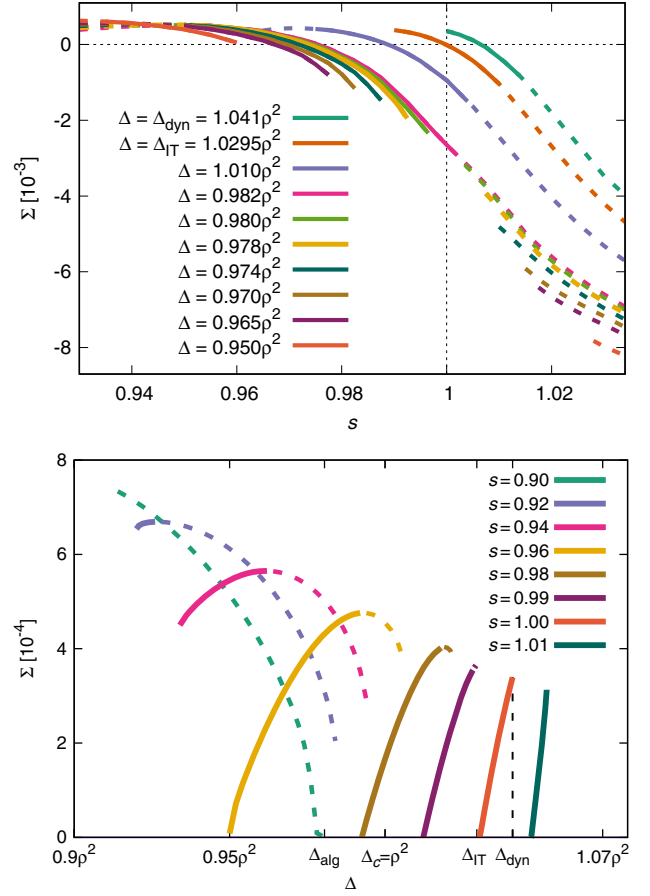 0
-2
-4
-6
-8
Σ [10⁻³]
Δ = Δdyn = 1.041ρ²
Δ = ΔIT = 1.0295ρ²
Δ = 1.010ρ²
Δ = 0.982ρ²
Δ = 0.980ρ²
Δ = 0.978ρ²
Δ = 0.974ρ²
Δ = 0.970ρ²
Δ = 0.965ρ²
Δ = 0.950ρ²
0.94 0.96 0.98 1 1.02
s
8
6
4
2
0
Σ [10⁻⁴]
s = 0.90
s = 0.92
s = 0.94
s = 0.96
s = 0.98
s = 0.99
s = 1.00
s = 1.01
0.9ρ² 0.95ρ² Δalg Δc=ρ² ΔIT Δdyn 1.07ρ²
Δ